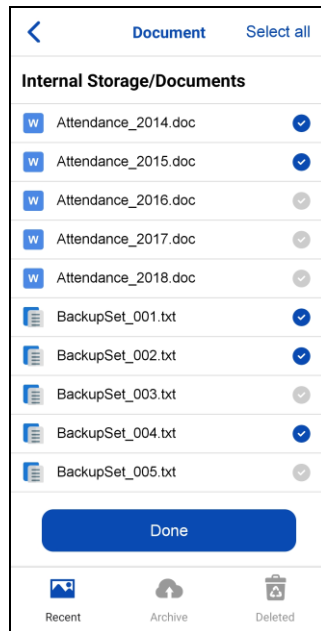 Document Select all
Internal Storage/Documents
W Attendance_2014.doc
W Attendance_2015.doc
W Attendance_2016.doc
W Attendance_2017.doc
W Attendance_2018.doc
BackupSet_001.txt
BackupSet_002.txt
BackupSet_003.txt
BackupSet_004.txt
BackupSet_005.txt
Done
Recent Archive Deleted